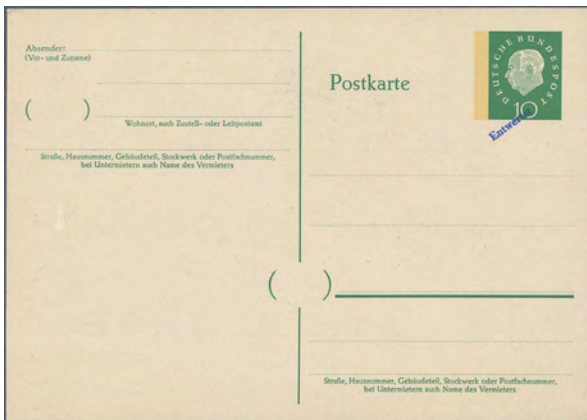 Absender:
(Vor- und Zuname)
( )
Wohnort, auch Zustell- oder Leitpostamt
Straße, Hausnummer, Gebäudeteil, Stockwerk oder Postfachnummer,
bei Untermietern auch Name des Vermieters
Postkarte
DEUTSCHE BUNDESPOST
10
Entwertet
( )
Straße, Hausnummer, Gebäudeteil, Stockwerk oder Postfachnummer,
bei Untermietern auch Name des Vermieters